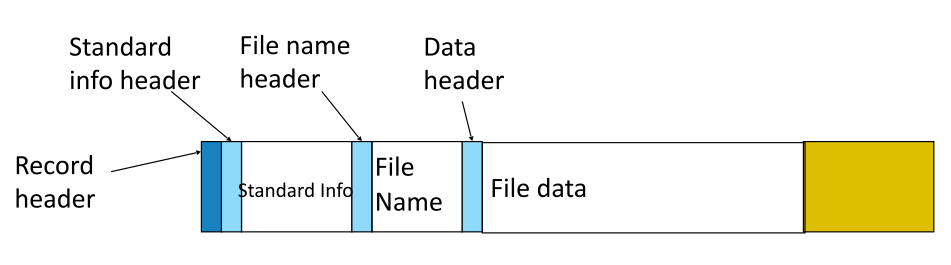 Standard
info header
File name
header
Data
header
Record
header
Standard Info
File
Name
File data